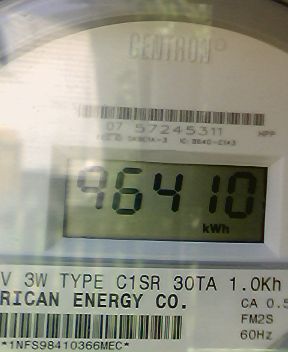 CENTRON
07 57245311 HPP
96410
kWh
V 3W TYPE C1SR 30TA 1.0Kh
RICAN ENERGY CO. CA 0.5
FM2S
60Hz
*1NFS98410366MEC*